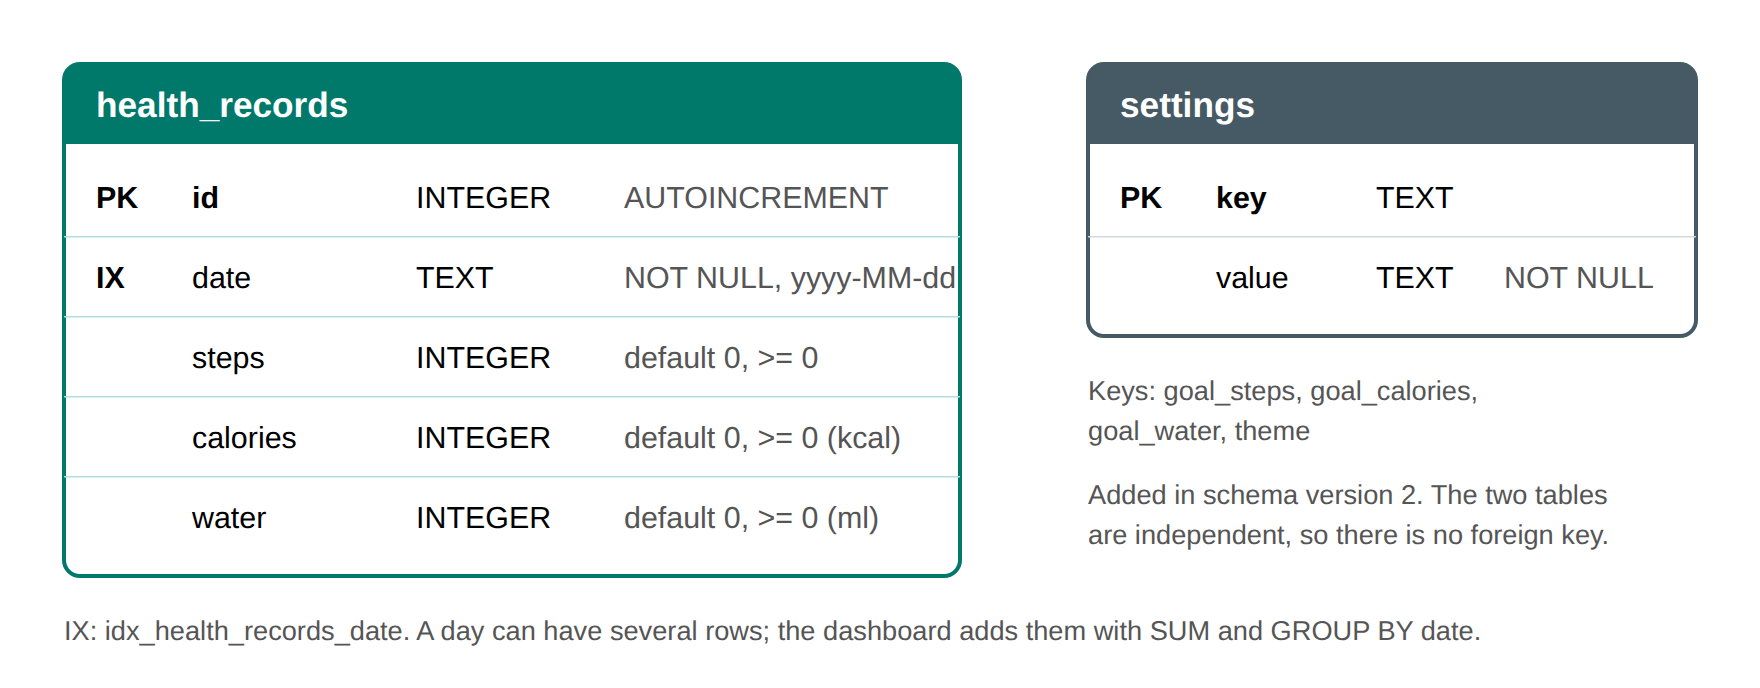 health_records
PK id INTEGER AUTOINCREMENT
IX date TEXT NOT NULL, yyyy-MM-dd
steps INTEGER default 0, >= 0
calories INTEGER default 0, >= 0 (kcal)
water INTEGER default 0, >= 0 (ml)
settings
PK key TEXT
value TEXT NOT NULL
Keys: goal_steps, goal_calories,
goal_water, theme
Added in schema version 2. The two tables
are independent, so there is no foreign key.
IX: idx_health_records_date. A day can have several rows; the dashboard adds them with SUM and GROUP BY date.